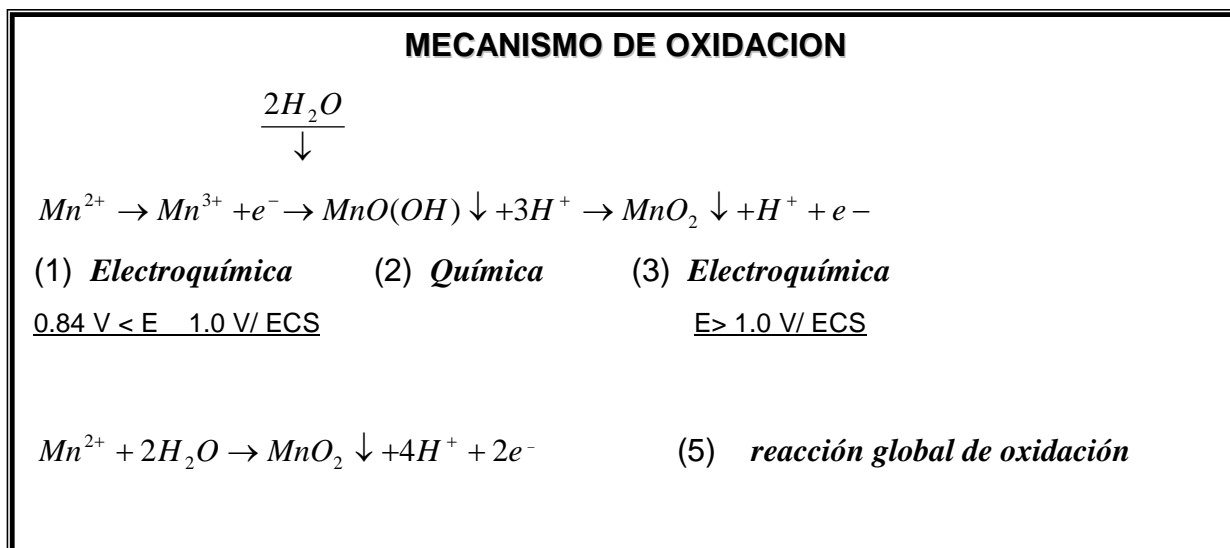 MECANISMO DE OXIDACION
2H₂O
↓
Mn²⁺ → Mn³⁺ +e⁻ → MnO(OH) ↓ +3H⁺ → MnO₂ ↓ +H⁺ + e −
(1) Electroquímica (2) Química (3) Electroquímica
0.84 V < E 1.0 V/ ECS E> 1.0 V/ ECS
Mn²⁺ + 2H₂O → MnO₂ ↓ +4H⁺ + 2e⁻ (5) reacción global de oxidación